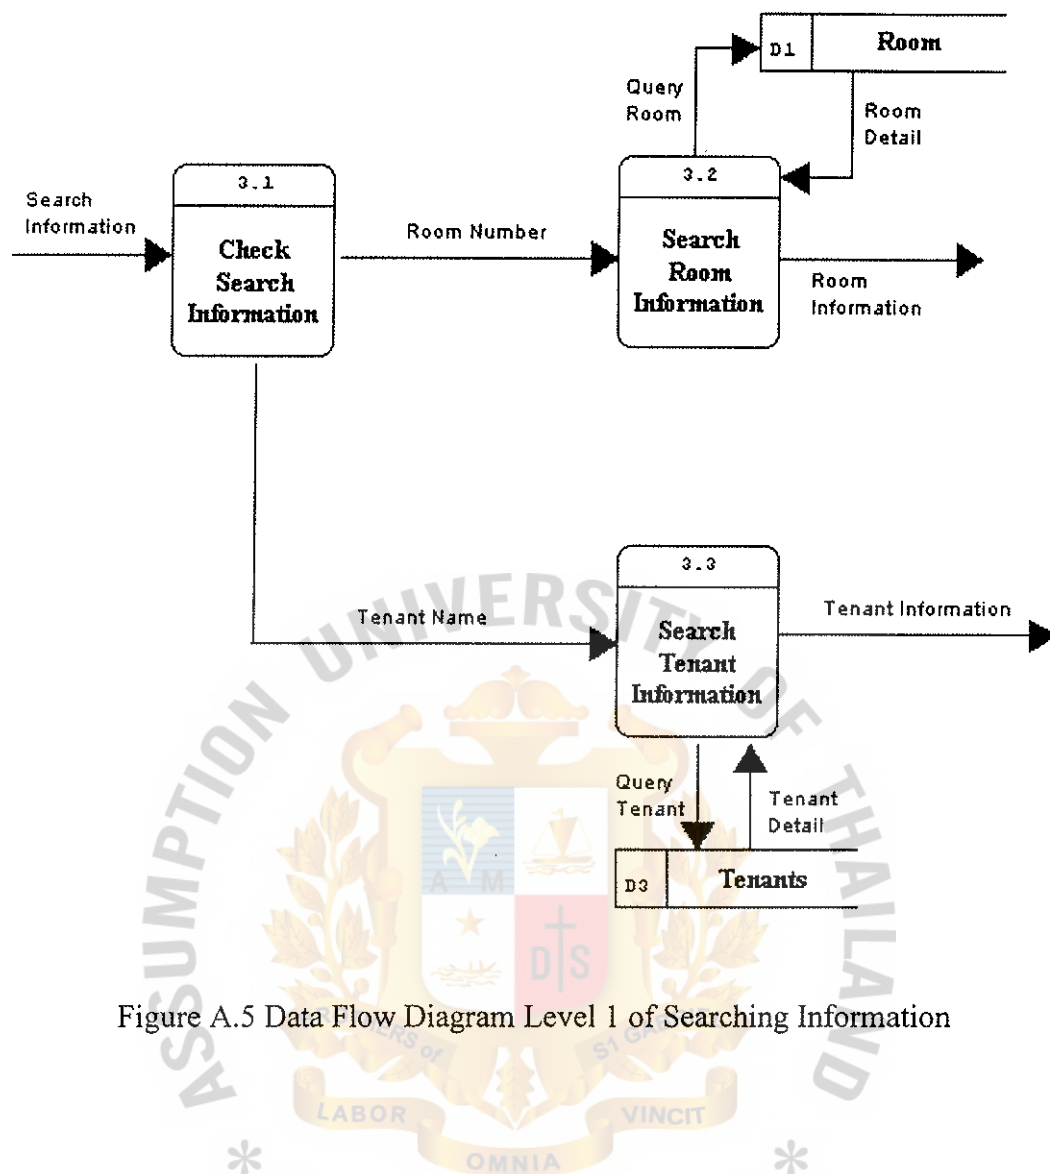 D1
Room
Query
Room
Room
Detail
3.1
3.2
Search
Information
Check
Search
Information
Room Number
Search
Room
Information
Room
Information
3.3
Tenant Name
Search
Tenant
Information
Tenant Information
Query
Tenant
Tenant
Detail
D3
Tenants
Figure A.5 Data Flow Diagram Level 1 of Searching Information
ASSUMPTION UNIVERSITY OF THAILAND
A M
D S
S1 GABRIEL
LABOR
VINCIT
OMNIA
* *